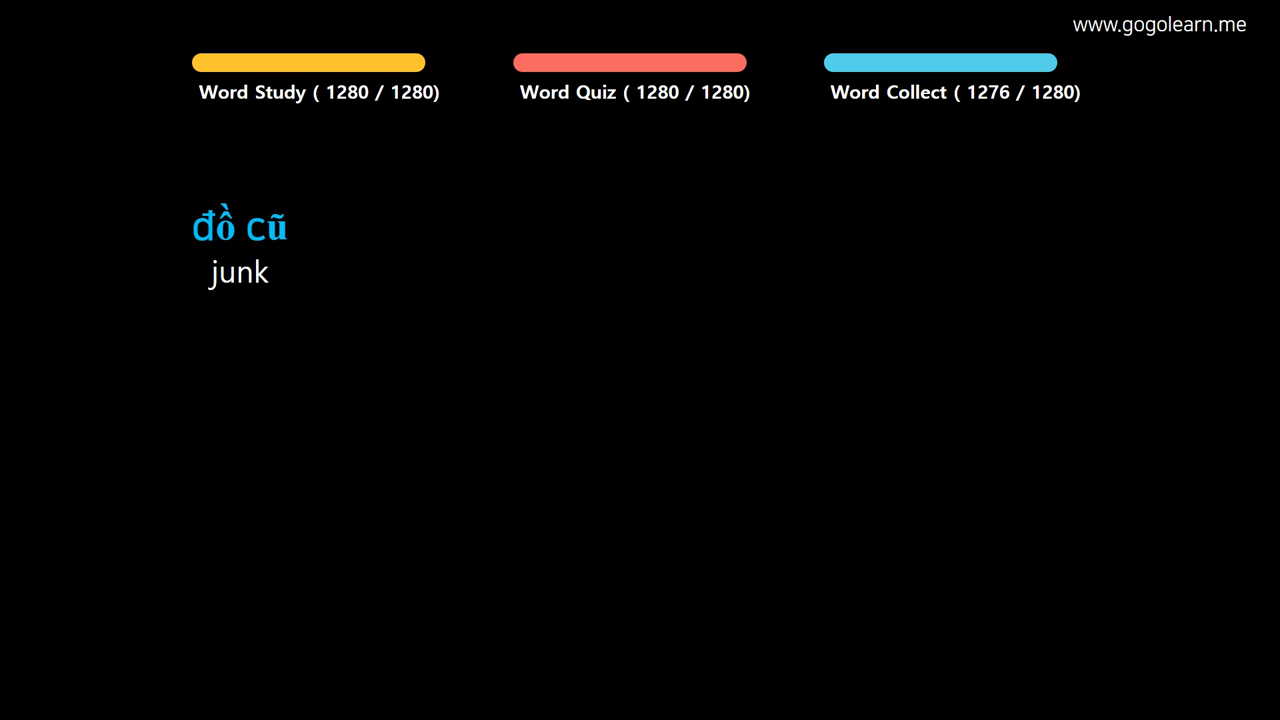 www.gogolearn.me
Word Study ( 1280 / 1280)
Word Quiz ( 1280 / 1280)
Word Collect ( 1276 / 1280)
đồ cũ
junk